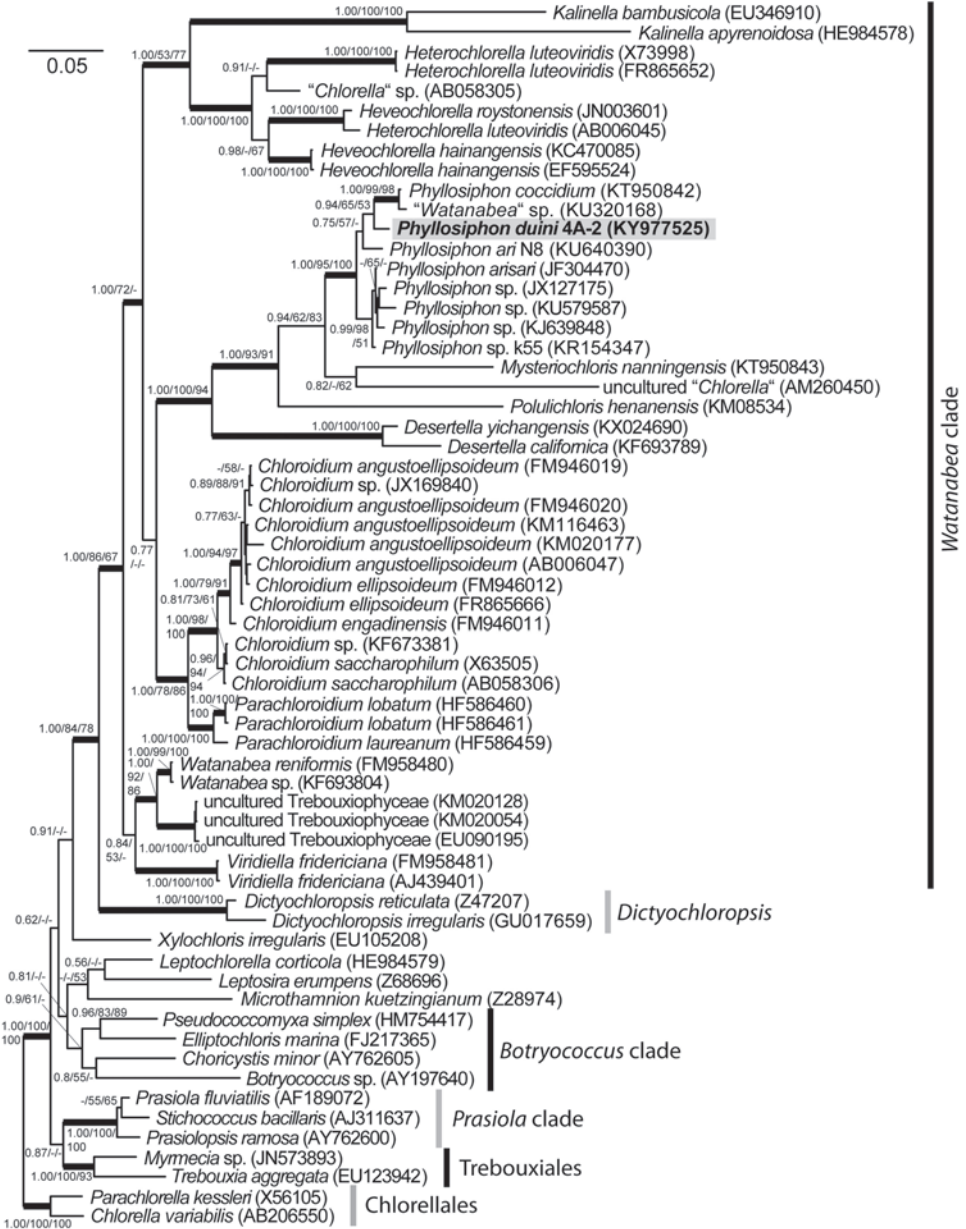 1.00/100/100
Kalinella bambusicola (EU346910)
Kalinella apyrenoidosa (HE984578)
0.05
1.00/53/77
1.00/100/100
Heterochlorella luteoviridis (X73998)
Heterochlorella luteoviridis (FR865652)
0.91/-/-
“Chlorella“ sp. (AB058305)
1.00/100/100
1.00/100/100
Heveochlorella roystonensis (JN003601)
Heterochlorella luteoviridis (AB006045)
0.98/-/67
Heveochlorella hainangensis (KC470085)
1.00/100/100
Heveochlorella hainangensis (EF595524)
1.00/99/98
Phyllosiphon coccidium (KT950842)
0.94/65/53
“Watanabea“ sp. (KU320168)
0.75/57/-
Phyllosiphon duini 4A-2 (KY977525)
Phyllosiphon ari N8 (KU640390)
1.00/95/100
-/65/-
Phyllosiphon arisari (JF304470)
Phyllosiphon sp. (JX127175)
1.00/72/-
Phyllosiphon sp. (KU579587)
0.94/62/83
Phyllosiphon sp. (KJ639848)
0.99/98
/51
Phyllosiphon sp. k55 (KR154347)
1.00/93/91
Mysteriochloris nanningensis (KT950843)
0.82/-/62
uncultured “Chlorella“ (AM260450)
1.00/100/94
Polulichloris henanensis (KM08534)
1.00/100/100
Desertella yichangensis (KX024690)
Desertella californica (KF693789)
Watanabea clade
-/58/-
Chloroidium angustoellipsoideum (FM946019)
0.89/88/91
Chloroidium sp. (JX169840)
Chloroidium angustoellipsoideum (FM946020)
0.77/63/-
Chloroidium angustoellipsoideum (KM116463)
Chloroidium angustoellipsoideum (KM020177)
1.00/86/67
0.77
/-/-
1.00/94/97
Chloroidium angustoellipsoideum (AB006047)
1.00/79/91
Chloroidium ellipsoideum (FM946012)
0.81/73/61
Chloroidium ellipsoideum (FR865666)
1.00/98/
100
Chloroidium engadinensis (FM946011)
Chloroidium sp. (KF673381)
0.96/
94/
94
Chloroidium saccharophilum (X63505)
Chloroidium saccharophilum (AB058306)
1.00/78/86
1.00/100/
100
Parachloroidium lobatum (HF586460)
Parachloroidium lobatum (HF586461)
1.00/84/78
1.00/100/100
Parachloroidium laureanum (HF586459)
1.00/99/100
Watanabea reniformis (FM958480)
1.00/
92/
86
Watanabea sp. (KF693804)
uncultured Trebouxiophyceae (KM020128)
uncultured Trebouxiophyceae (KM020054)
0.91/-/-
0.84/
53/-
1.00/100/100
uncultured Trebouxiophyceae (EU090195)
Viridiella fridericiana (FM958481)
1.00/100/100
Viridiella fridericiana (AJ439401)
1.00/100/100
Dictyochloropsis reticulata (Z47207)
Dictyochloropsis irregularis (GU017659)
Dictyochloropsis
0.62/-/-
Xylochloris irregularis (EU105208)
0.56/-/-
Leptochlorella corticola (HE984579)
0.81/-/-
-/-/53
Leptosira erumpens (Z68696)
0.9/61/-
Microthamnion kuetzingianum (Z28974)
0.96/83/89
Pseudococcomyxa simplex (HM754417)
1.00/100/
100
Elliptochloris marina (FJ217365)
Choricystis minor (AY762605)
0.8/55/-
Botryococcus sp. (AY197640)
Botryococcus clade
-/55/65
Prasiola fluviatilis (AF189072)
Stichococcus bacillaris (AJ311637)
1.00/100/
100
Prasiolopsis ramosa (AY762600)
Prasiola clade
0.87/-/-
Myrmecia sp. (JN573893)
1.00/100/93
Trebouxia aggregata (EU123942)
Trebouxiales
Parachlorella kessleri (X56105)
1.00/100/100
Chlorella variabilis (AB206550)
Chlorellales